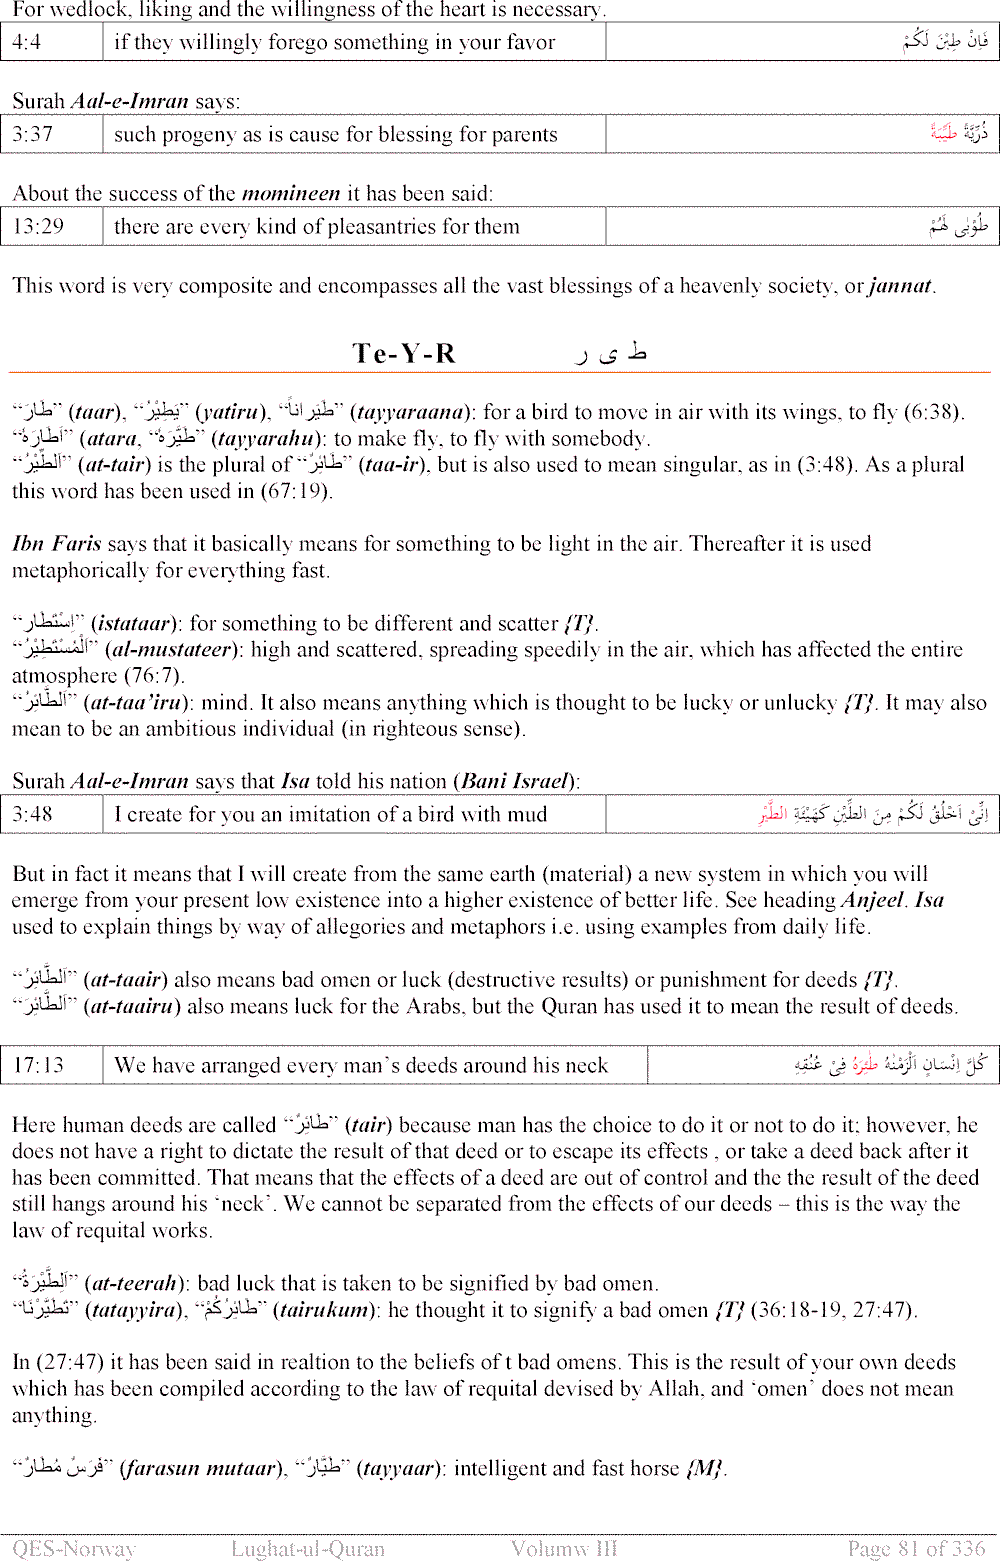 For wedlock, liking and the willingness of the heart is necessary.
4:4 if they willingly forego something in your favor فَاِنْ طِبْنَ لَكُمْ
Surah Aal-e-Imran says:
3:37 such progeny as is cause for blessing for parents ذُرِّيَّةً طَيِّبَةً
About the success of the momineen it has been said:
13:29 there are every kind of pleasantries for them طُوْبٰى لَهُمْ
This word is very composite and encompasses all the vast blessings of a heavenly society, or jannat.
Te-Y-R ط ی ر
“طَارَ” (taar), “يَطِيْرُ” (yatiru), “طَيَرَاناً” (tayyaraana): for a bird to move in air with its wings, to fly (6:38).
“اَطَارَهٗ” (atara, “طَيَّرَهٗ” (tayyarahu): to make fly, to fly with somebody.
“اَلطَّيْرُ” (at-tair) is the plural of “طَائِرٌ” (taa-ir), but is also used to mean singular, as in (3:48). As a plural
this word has been used in (67:19).
Ibn Faris says that it basically means for something to be light in the air. Thereafter it is used
metaphorically for everything fast.
“اِسْتَطَار” (istataar): for something to be different and scatter {T}.
“اَلْمُسْتَطِيْرُ” (al-mustateer): high and scattered, spreading speedily in the air, which has affected the entire
atmosphere (76:7).
“اَلطَّائِرُ” (at-taa’iru): mind. It also means anything which is thought to be lucky or unlucky {T}. It may also
mean to be an ambitious individual (in righteous sense).
Surah Aal-e-Imran says that Isa told his nation (Bani Israel):
3:48 I create for you an imitation of a bird with mud اِنِّىْ اَخْلُقُ لَكُمْ مِنَ الطِّيْنِ كَهَيْئَةِ الطَّيْرِ
But in fact it means that I will create from the same earth (material) a new system in which you will
emerge from your present low existence into a higher existence of better life. See heading Anjeel. Isa
used to explain things by way of allegories and metaphors i.e. using examples from daily life.
“اَلطَّائِرُ” (at-taair) also means bad omen or luck (destructive results) or punishment for deeds {T}.
“اَلطَّائِرَ” (at-taairu) also means luck for the Arabs, but the Quran has used it to mean the result of deeds.
17:13 We have arranged every man’s deeds around his neck كُلَّ اِنْسَانٍ اَلْزَمْنٰهُ طٰٓئِرَهٗ فِىْ عُنُقِهٖ
Here human deeds are called “طَائِرٌ” (tair) because man has the choice to do it or not to do it; however, he
does not have a right to dictate the result of that deed or to escape its effects , or take a deed back after it
has been committed. That means that the effects of a deed are out of control and the the result of the deed
still hangs around his ‘neck’. We cannot be separated from the effects of our deeds – this is the way the
law of requital works.
“اَلطِّيْرَةُ” (at-teerah): bad luck that is taken to be signified by bad omen.
“تَطَيَّرْنَا” (tatayyira), “طَائِرُكُمْ” (tairukum): he thought it to signify a bad omen {T} (36:18-19, 27:47).
In (27:47) it has been said in realtion to the beliefs of t bad omens. This is the result of your own deeds
which has been compiled according to the law of requital devised by Allah, and ‘omen’ does not mean
anything.
“فَرَسٌ مُطَارٌ” (farasun mutaar), “طَيَّارٌ” (tayyaar): intelligent and fast horse {M}.
QES-Norway Lughat-ul-Quran Volumw III Page 81 of 336